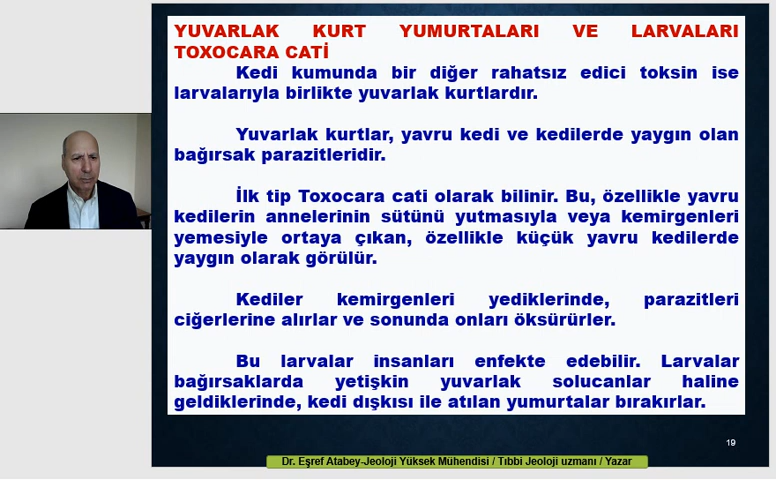 YUVARLAK KURT YUMURTALARI VE LARVALARI
TOXOCARA CATİ
Kedi kumunda bir diğer rahatsız edici toksin ise
larvalarıyla birlikte yuvarlak kurtlardır.
Yuvarlak kurtlar, yavru kedi ve kedilerde yaygın olan
bağırsak parazitleridir.
İlk tip Toxocara cati olarak bilinir. Bu, özellikle yavru
kedilerin annelerinin sütünü yutmasıyla veya kemirgenleri
yemesiyle ortaya çıkan, özellikle küçük yavru kedilerde
yaygın olarak görülür.
Kediler kemirgenleri yediklerinde, parazitleri
ciğerlerine alırlar ve sonunda onları öksürürler.
Bu larvalar insanları enfekte edebilir. Larvalar
bağırsaklarda yetişkin yuvarlak solucanlar haline
geldiklerinde, kedi dışkısı ile atılan yumurtalar bırakırlar.
19
Dr. Eşref Atabey-Jeoloji Yüksek Mühendisi / Tıbbi Jeoloji uzmanı / Yazar